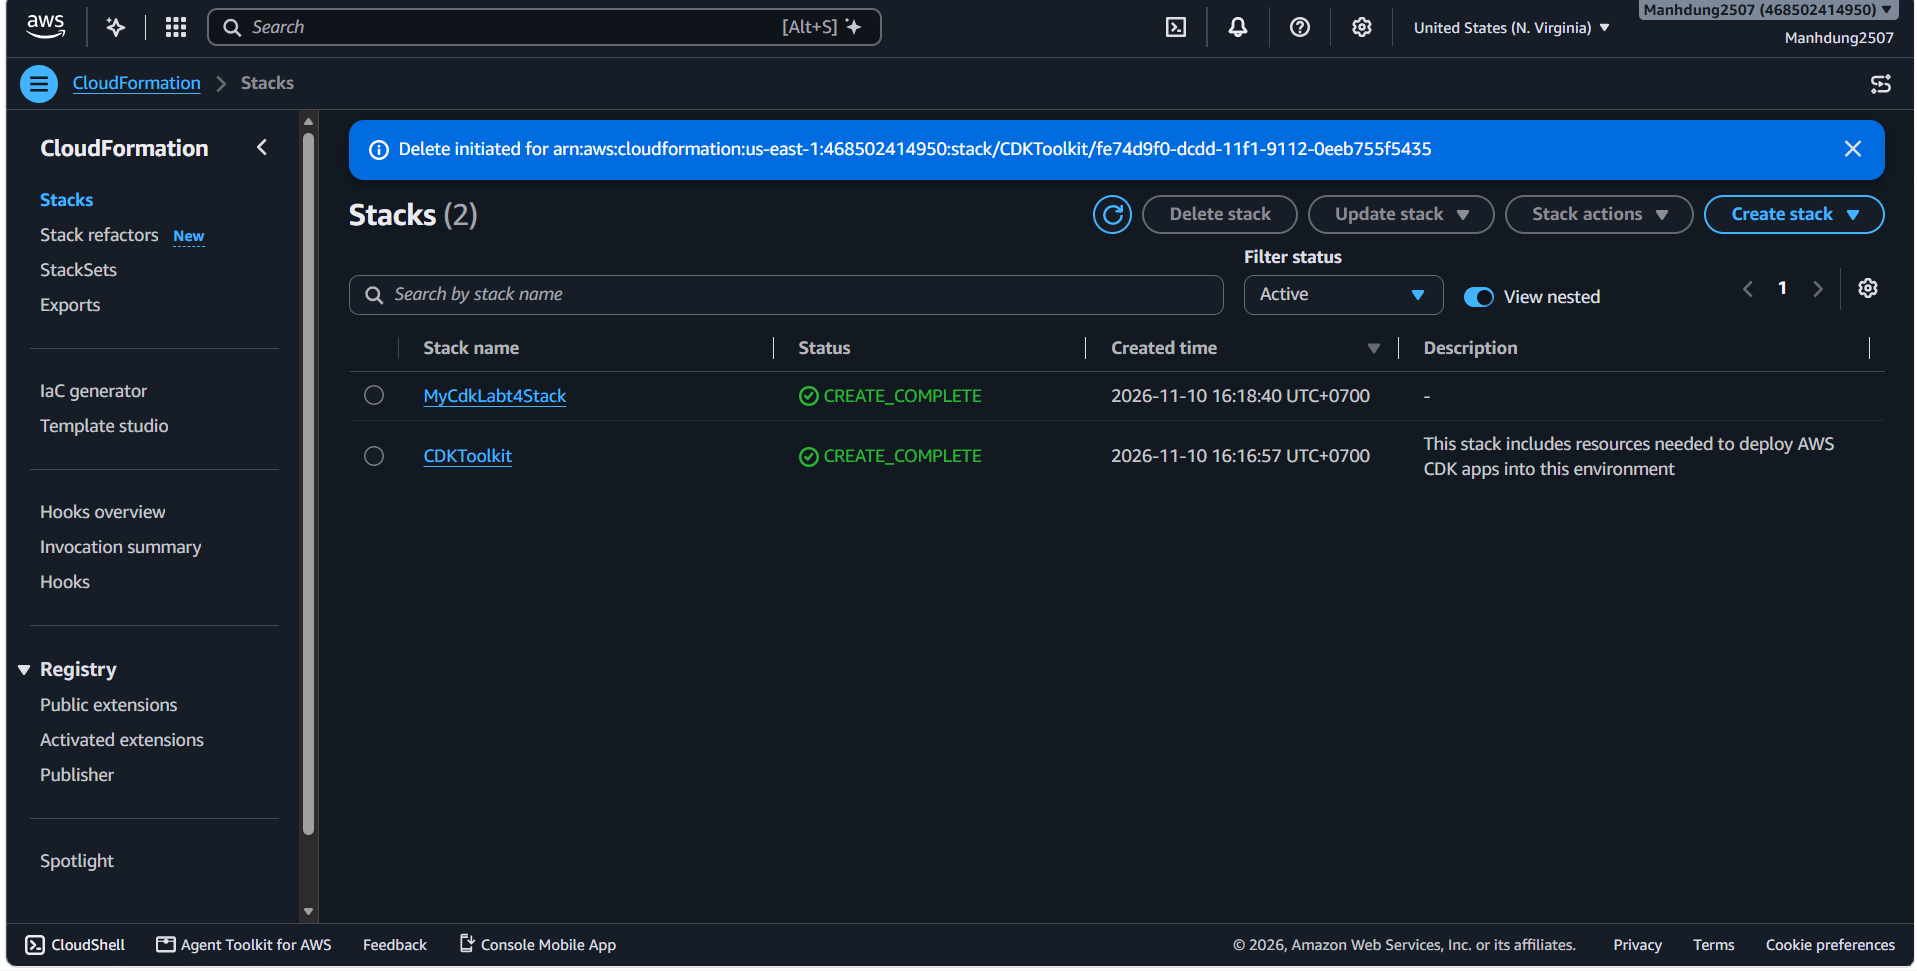 aws
Search [Alt+S]
United States (N. Virginia)
Manhdung2507 (468502414950)
Manhdung2507
CloudFormation
Stacks
CloudFormation
Stacks
Stack refactors New
StackSets
Exports
IaC generator
Template studio
Hooks overview
Invocation summary
Hooks
Registry
Public extensions
Activated extensions
Publisher
Spotlight
Delete initiated for arn:aws:cloudformation:us-east-1:468502414950:stack/CDKToolkit/fe74d9f0-dcdd-11f1-9112-0eeb755f5435
Stacks (2)
Delete stack
Update stack
Stack actions
Create stack
Filter status
Search by stack name
Active
View nested
1
Stack name Status Created time Description
MyCdkLabt4Stack CREATE_COMPLETE 2026-11-10 16:18:40 UTC+0700 -
CDKToolkit CREATE_COMPLETE 2026-11-10 16:16:57 UTC+0700 This stack includes resources needed to deploy AWS
CDK apps into this environment
CloudShell Agent Toolkit for AWS Feedback Console Mobile App © 2026, Amazon Web Services, Inc. or its affiliates. Privacy Terms Cookie preferences